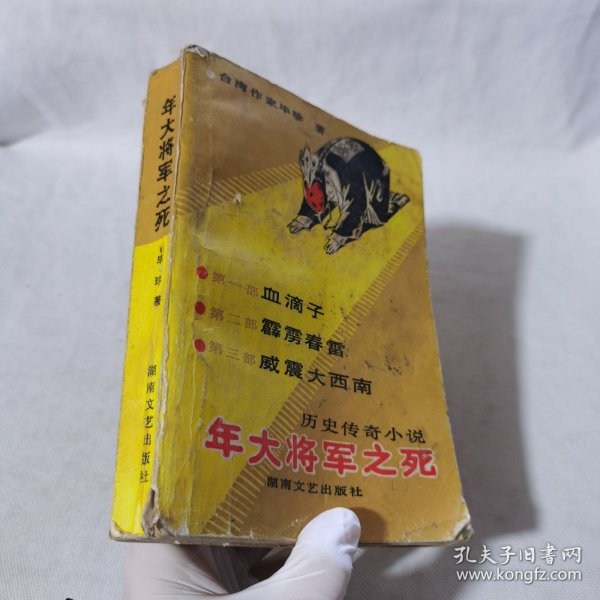 年大将军之死
毕珍著
湖南文艺出版社
台湾作家毕珍 著
第一部 血滴子
第二部 霹雳春雷
第三部 威震大西南
历史传奇小说
年大将军之死
湖南文艺出版社
孔夫子旧书网
www.kongfz.com